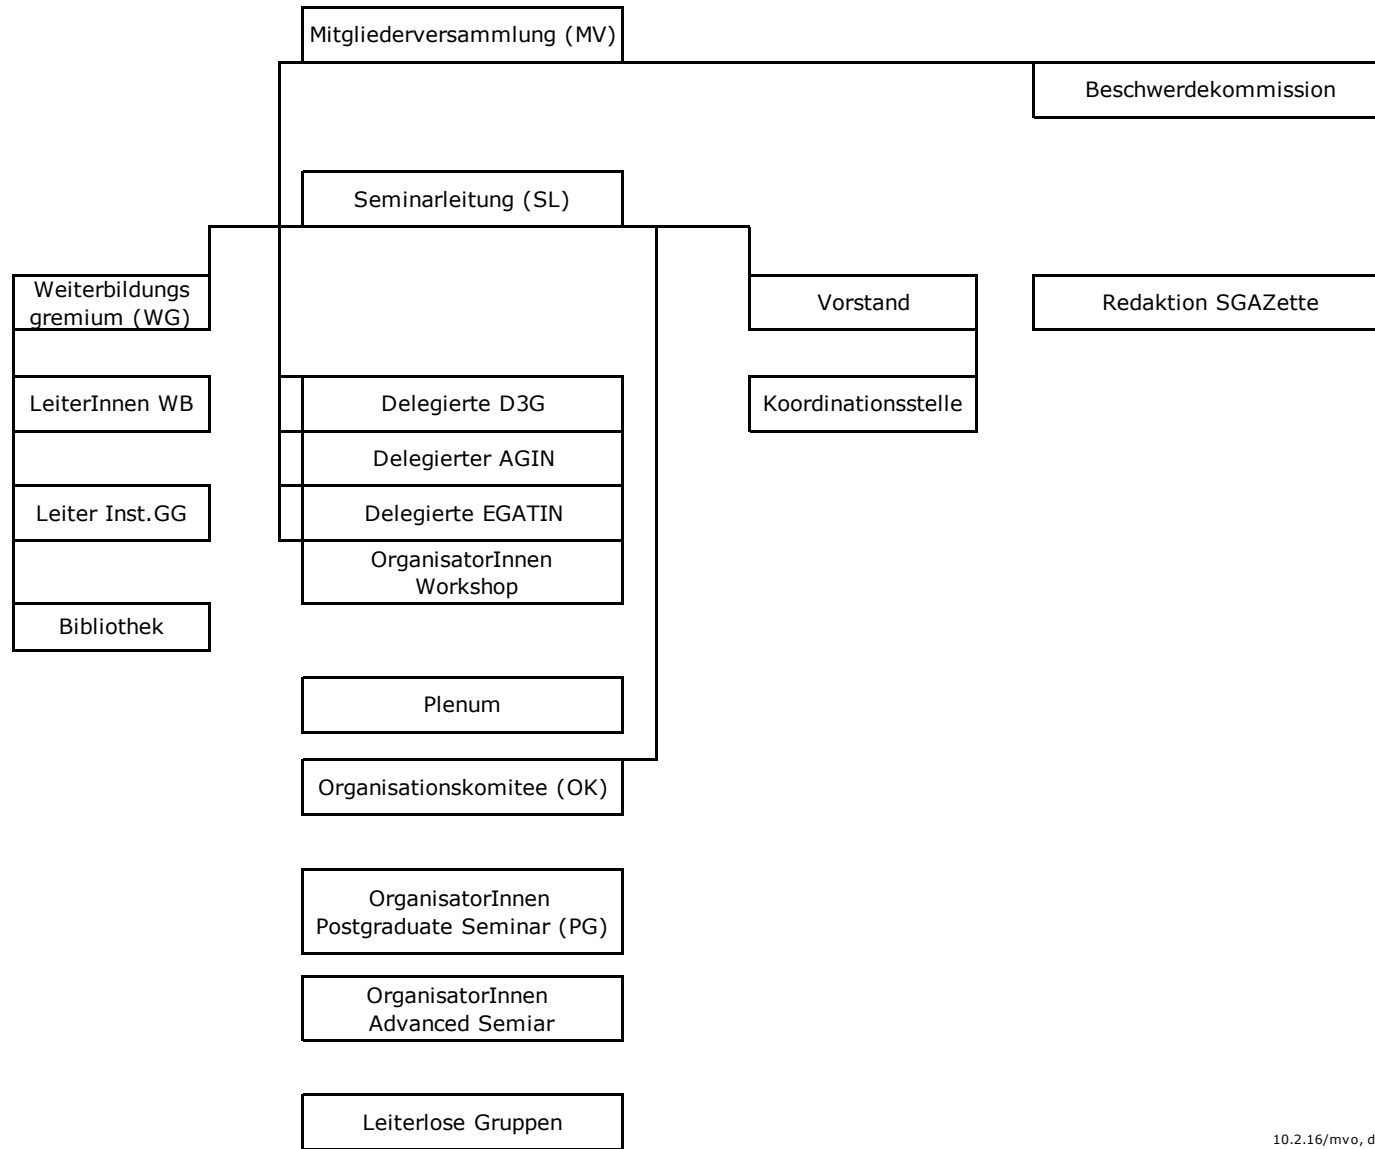 Mitgliederversammlung (MV)
Beschwerdekommission
Seminarleitung (SL)
Weiterbildungs
gremium (WG)
Vorstand
Redaktion SGAZette
LeiterInnen WB
Delegierte D3G
Koordinationsstelle
Delegierter AGIN
Leiter Inst.GG
Delegierte EGATIN
OrganisatorInnen
Workshop
Bibliothek
Plenum
Organisationskomitee (OK)
OrganisatorInnen
Postgraduate Seminar (PG)
OrganisatorInnen
Advanced Semiar
Leiterlose Gruppen
10.2.16/mvo, d